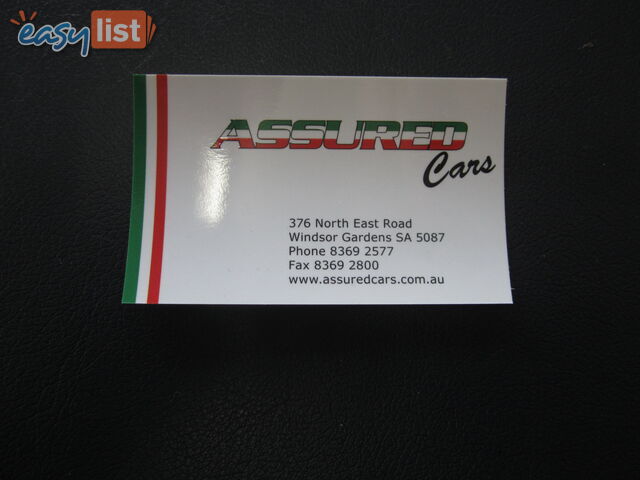 easylist
ASSURED
Cars
376 North East Road
Windsor Gardens SA 5087
Phone 8369 2577
Fax 8369 2800
www.assuredcars.com.au